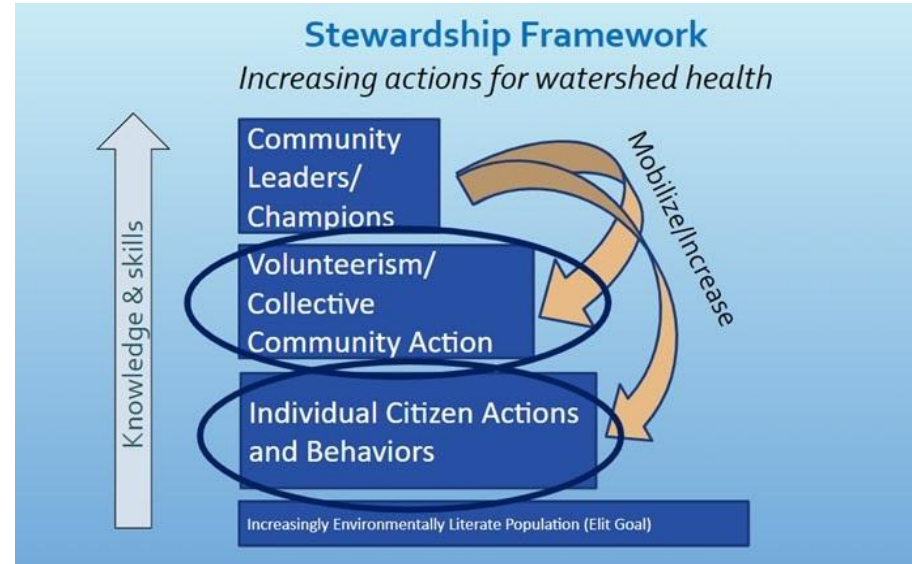 Stewardship Framework
Increasing actions for watershed health
Community
Leaders/
Champions
Mobilize/Increase
Knowledge & skills
Volunteerism/
Collective
Community Action
Individual Citizen Actions
and Behaviors
Increasingly Environmentally Literate Population (Elit Goal)